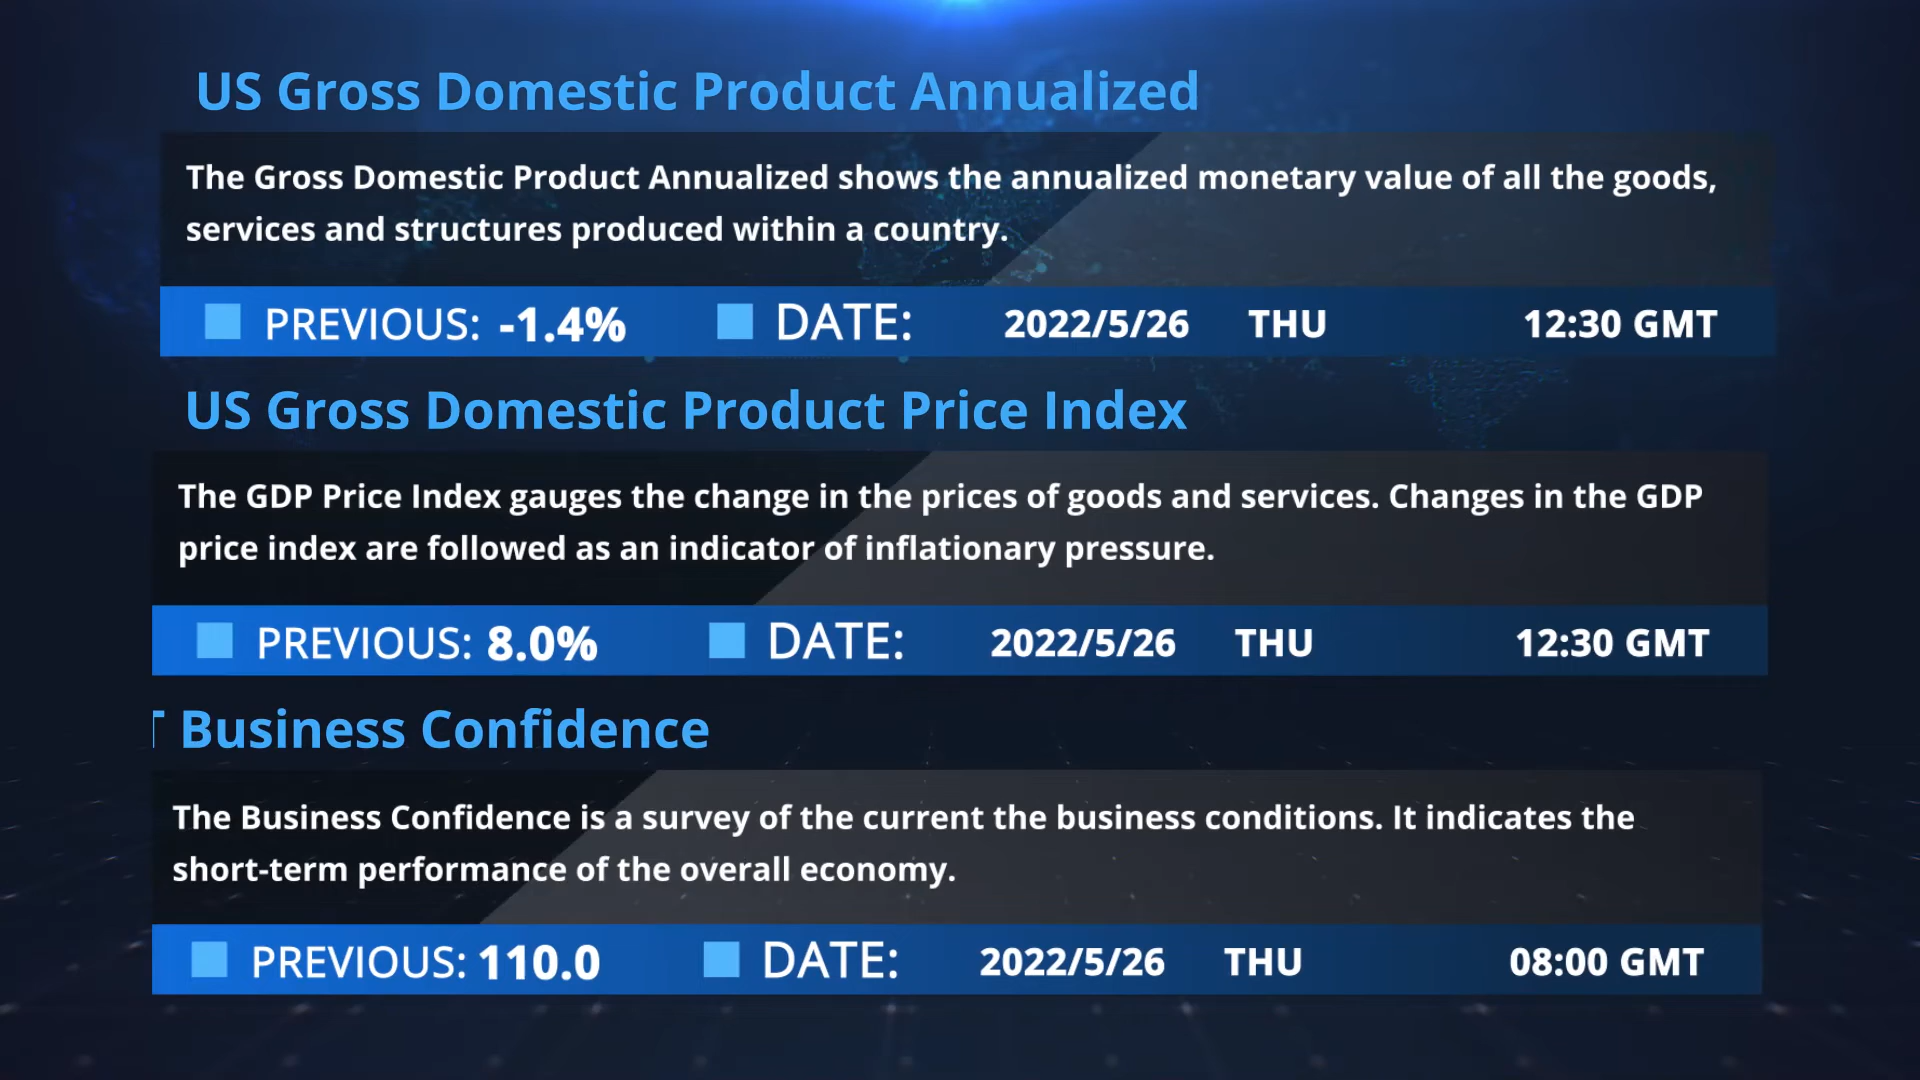 US Gross Domestic Product Annualized
The Gross Domestic Product Annualized shows the annualized monetary value of all the goods,
services and structures produced within a country.
PREVIOUS: -1.4% DATE: 2022/5/26 THU 12:30 GMT
US Gross Domestic Product Price Index
The GDP Price Index gauges the change in the prices of goods and services. Changes in the GDP
price index are followed as an indicator of inflationary pressure.
PREVIOUS: 8.0% DATE: 2022/5/26 THU 12:30 GMT
Business Confidence
The Business Confidence is a survey of the current the business conditions. It indicates the
short-term performance of the overall economy.
PREVIOUS: 110.0 DATE: 2022/5/26 THU 08:00 GMT